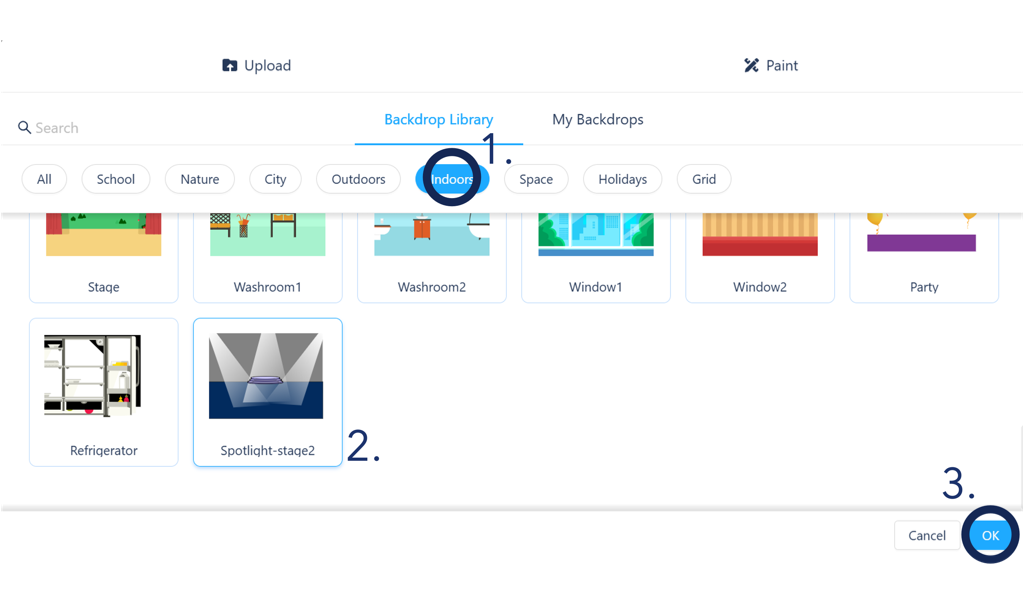 Upload
Paint
Search
Backdrop Library
My Backdrops
1.
All
School
Nature
City
Outdoors
Indoors
Space
Holidays
Grid
Stage
Washroom1
Washroom2
Window1
Window2
Party
Refrigerator
Spotlight-stage2
2.
3.
Cancel
OK